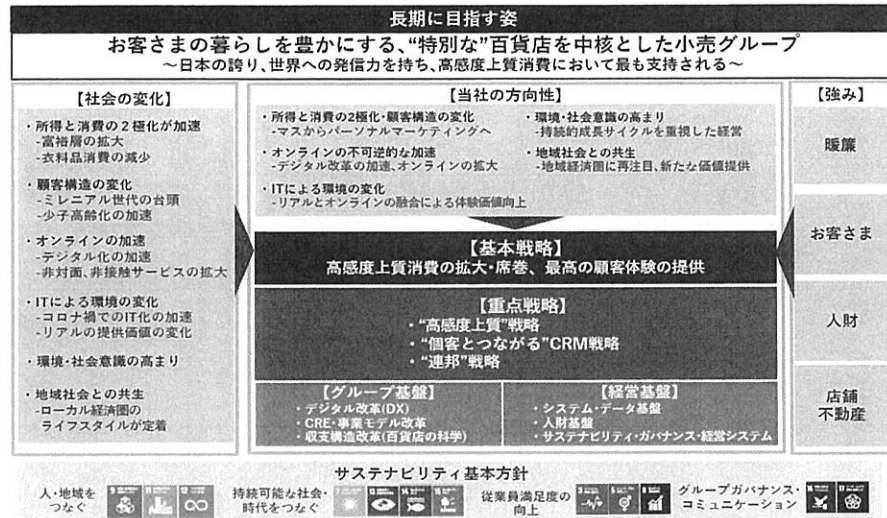 長期に目指す姿
お客さまの暮らしを豊かにする、“特別な”百貨店を中核とした小売グループ
～日本の誇り、世界への発信力を持ち、高感度上質消費において最も支持される～
【社会の変化】
・所得と消費の２極化が加速
-富裕層の拡大
-衣料品消費の減少
・顧客構造の変化
-ミレニアル世代の台頭
-少子高齢化の加速
・オンラインの加速
-デジタル化の加速
-非対面、非接触サービスの拡大
・ITによる環境の変化
-コロナ禍でのIT化の加速
-リアルの提供価値の変化
・環境・社会意識の高まり
・地域社会との共生
-ローカル経済圏の
ライフスタイルが定着
【当社の方向性】
・所得と消費の2極化・顧客構造の変化
-マスからパーソナルマーケティングへ
・オンラインの不可逆的な加速
-デジタル改革の加速、オンラインの拡大
・ITによる環境の変化
-リアルとオンラインの融合による体験価値向上
・環境・社会意識の高まり
-持続的成長サイクルを重視した経営
・地域社会との共生
-地域経済圏に再注目、新たな価値提供
【基本戦略】
高感度上質消費の拡大・席巻、最高の顧客体験の提供
【重点戦略】
・“高感度上質”戦略
・“個客とつながる”CRM戦略
・“連邦”戦略
【グループ基盤】
・デジタル改革(DX)
・CRE・事業モデル改革
・収支構造改革(百貨店の科学)
【経営基盤】
・システム・データ基盤
・人財基盤
・サステナビリティ・ガバナンス・経営システム
【強み】
暖簾
お客さま
人財
店舗
不動産
サステナビリティ基本方針
人・地域を
つなぐ
持続可能な社会・
時代をつなぐ
従業員満足度の
向上
グループガバナンス・
コミュニケーション